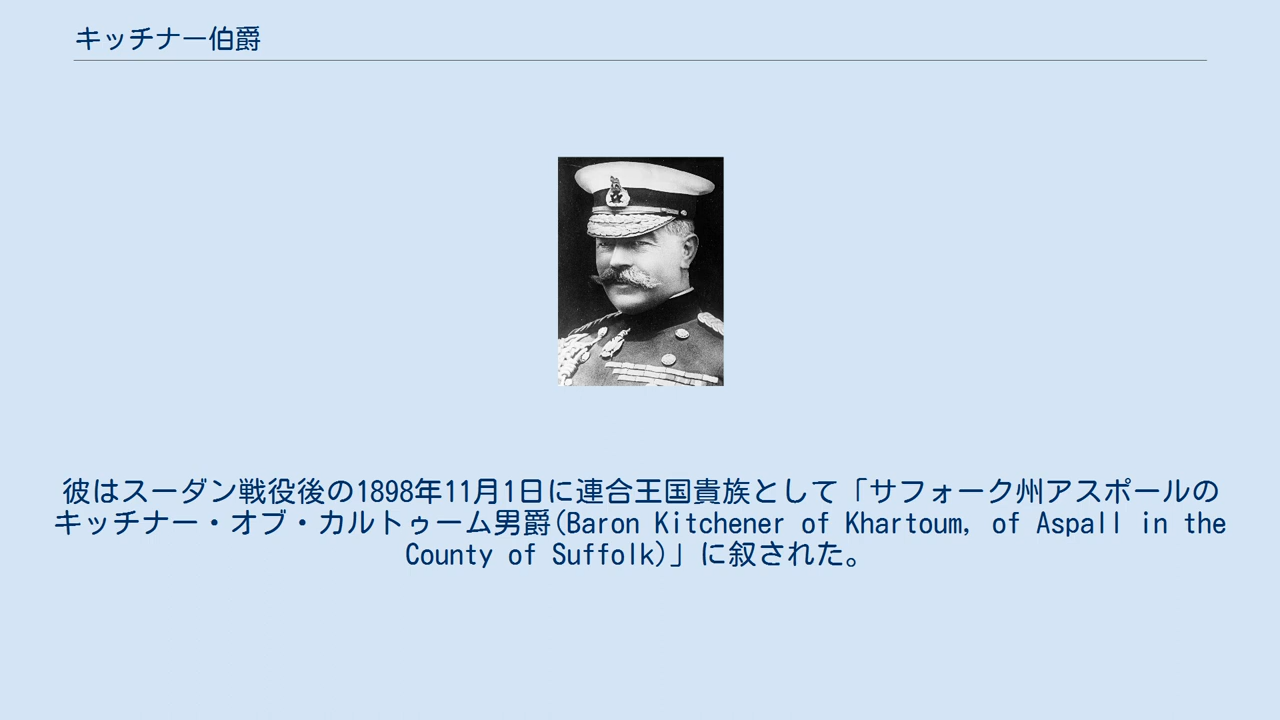 キッチナー伯爵
彼はスーダン戦役後の1898年11月1日に連合王国貴族として「サフォーク州アスポールの
キッチナー・オブ・カルトゥーム男爵(Baron Kitchener of Khartoum, of Aspall in the
County of Suffolk)」に叙された。